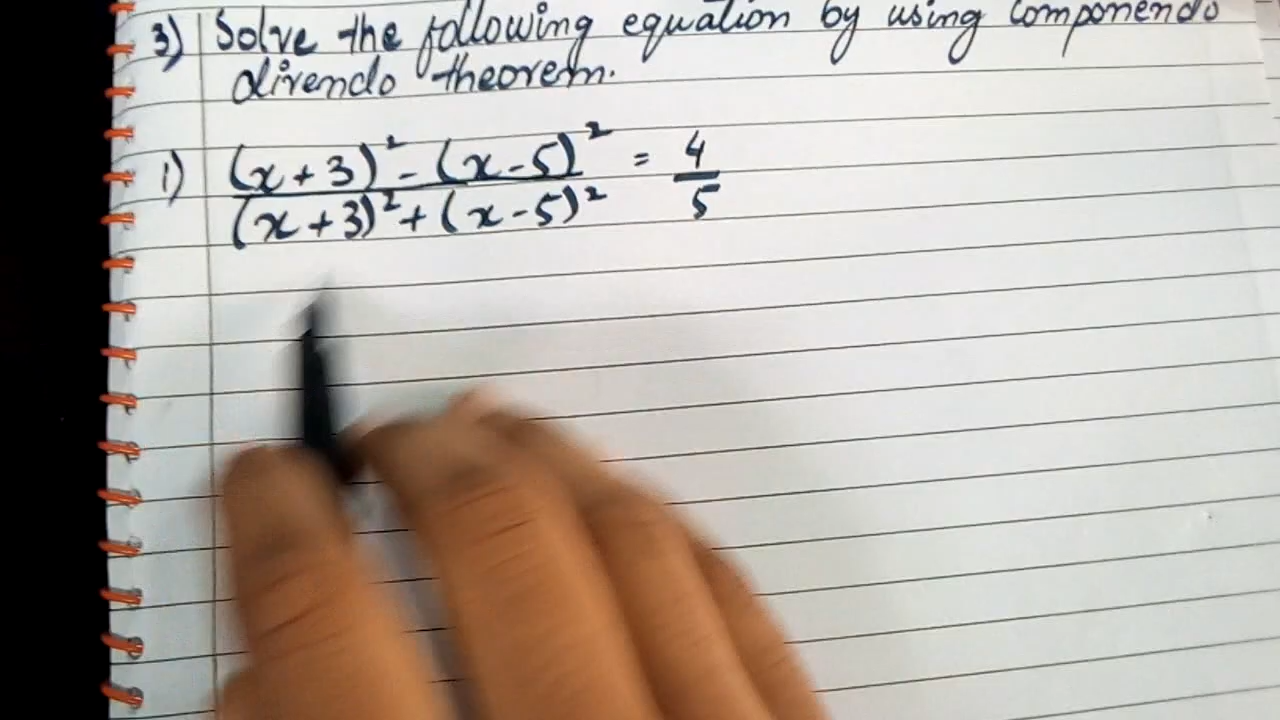 3) Solve the following equation by using componendo
divendo theorem.
1) (x+3)² - (x-5)² / (x+3)² + (x-5)² = 4/5